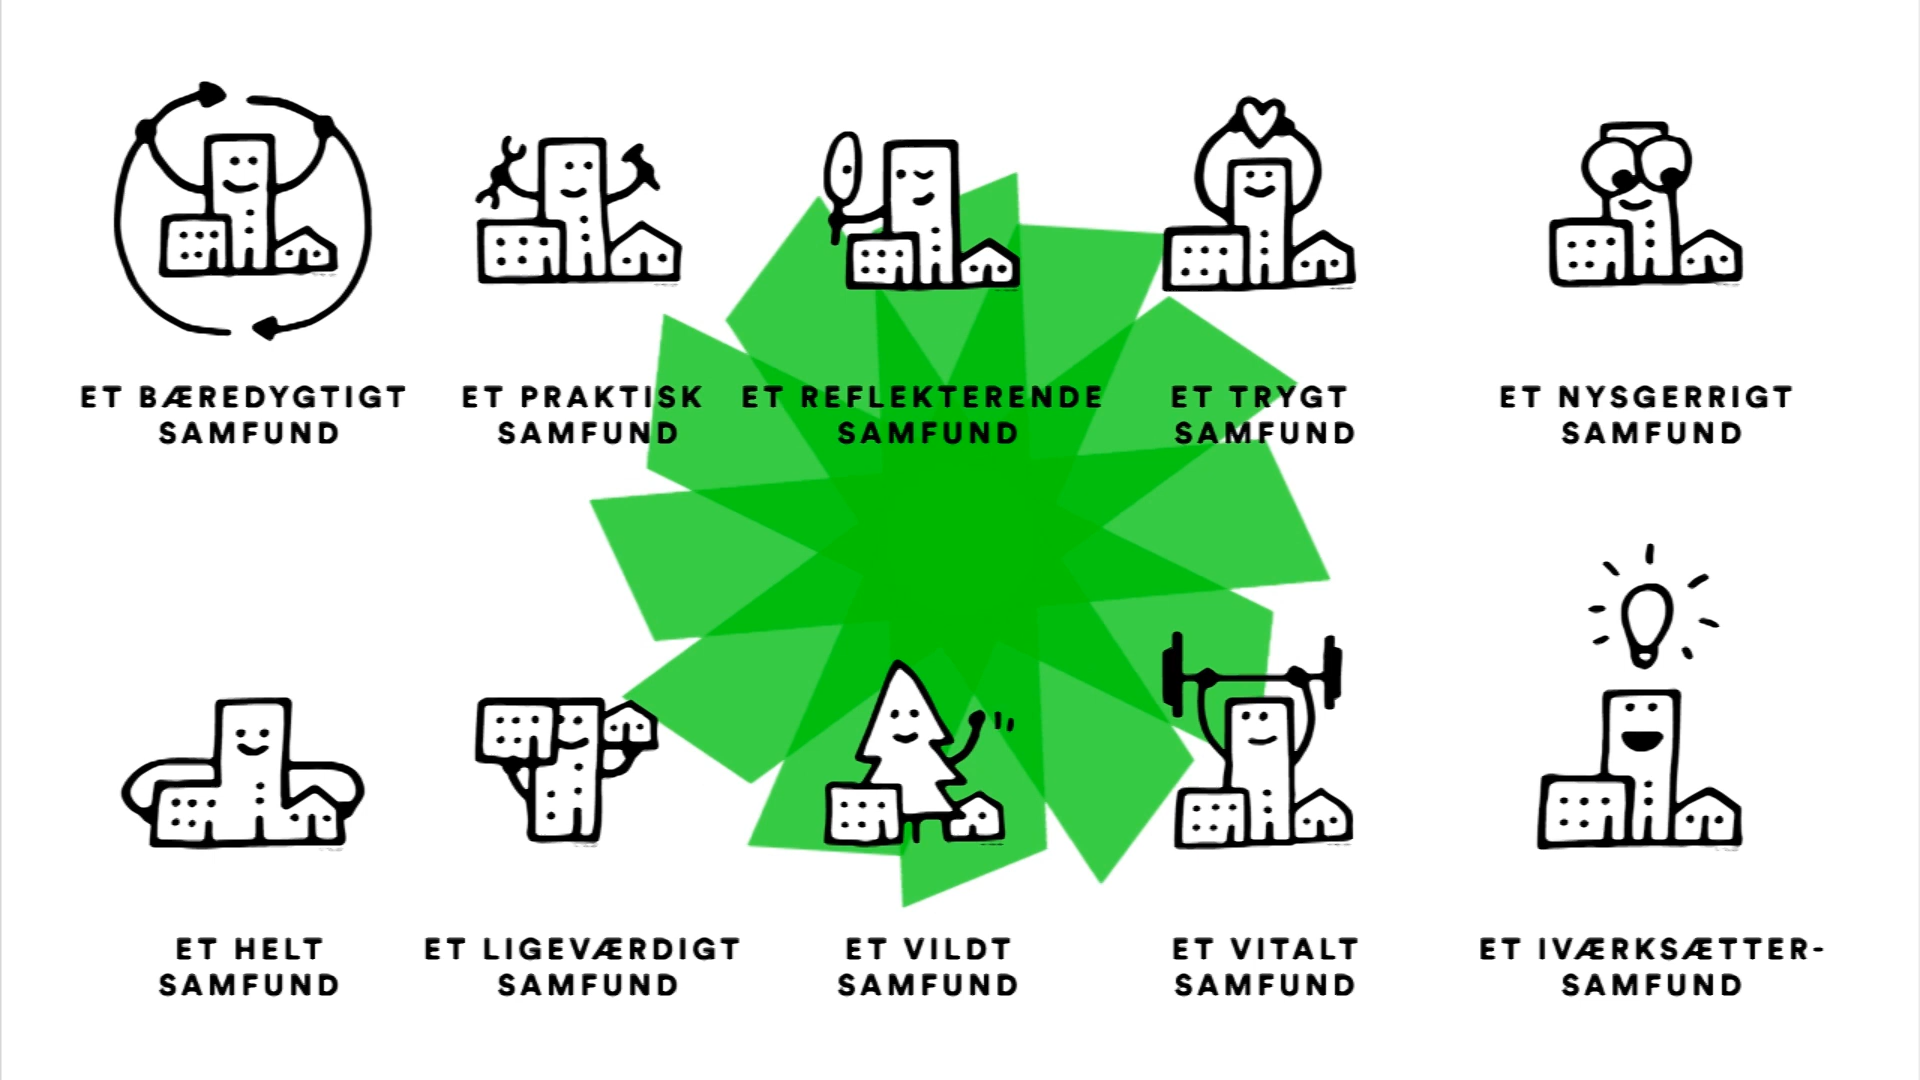 ET BÆREDYGTIGT
SAMFUND
ET PRAKTISK
SAMFUND
ET REFLEKTERENDE
SAMFUND
ET TRYGT
SAMFUND
ET NYSGERRIGT
SAMFUND
ET HELT
SAMFUND
ET LIGEVÆRDIGT
SAMFUND
ET VILDT
SAMFUND
ET VITALT
SAMFUND
ET IVÆRKSÆTTER-
SAMFUND